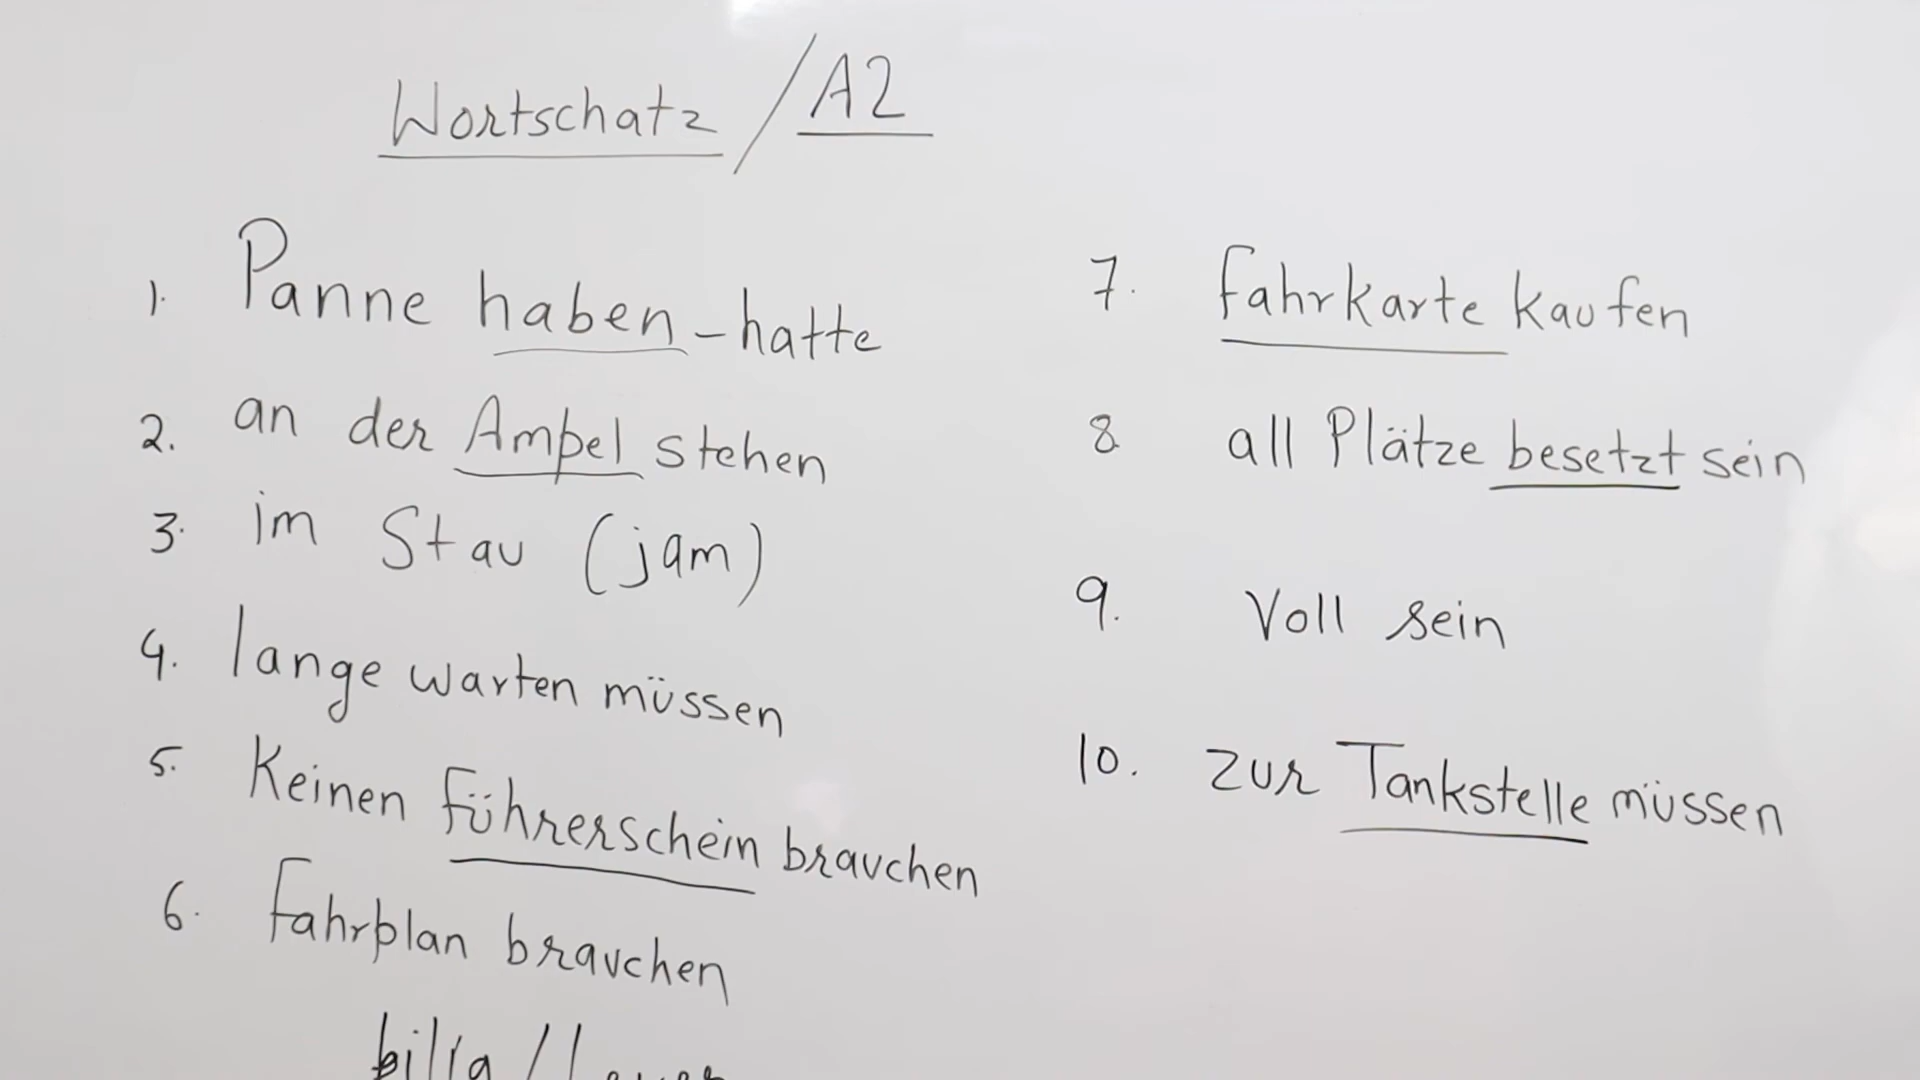 Wortschatz / A2
1. Panne haben - hatte
2. an der Ampel stehen
3. im Stau (jam)
4. lange warten müssen
5. Keinen Führerschein brauchen
6. Fahrplan brauchen
7. Fahrkarte kaufen
8 all Plätze besetzt sein
9. Voll sein
10. zur Tankstelle müssen